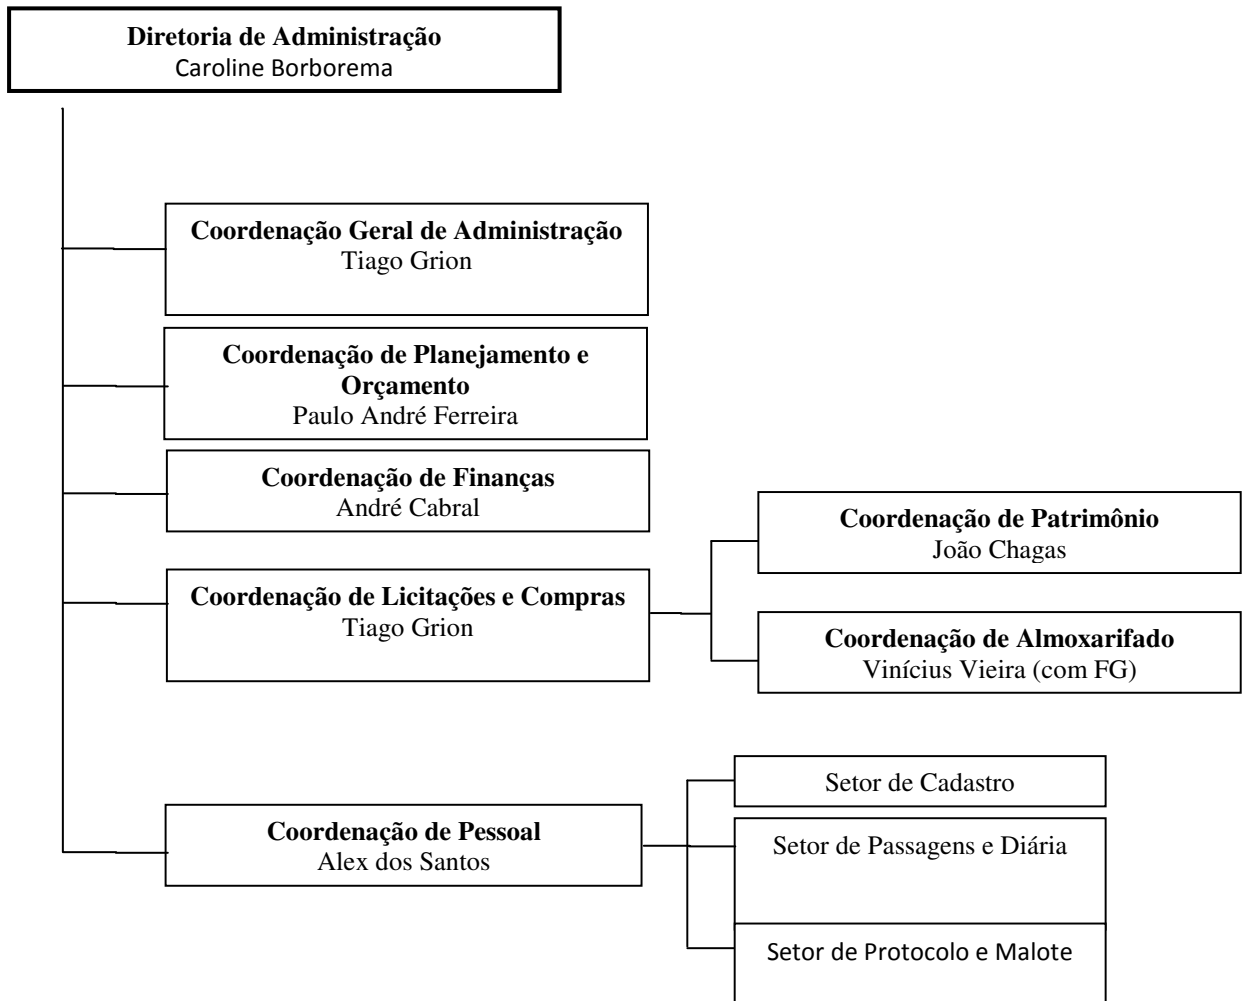 Diretoria de Administração
Caroline Borborema
Coordenação Geral de Administração
Tiago Grion
Coordenação de Planejamento e
Orçamento
Paulo André Ferreira
Coordenação de Finanças
André Cabral
Coordenação de Patrimônio
João Chagas
Coordenação de Licitações e Compras
Tiago Grion
Coordenação de Almoxarifado
Vinícius Vieira (com FG)
Setor de Cadastro
Coordenação de Pessoal
Alex dos Santos
Setor de Passagens e Diária
Setor de Protocolo e Malote